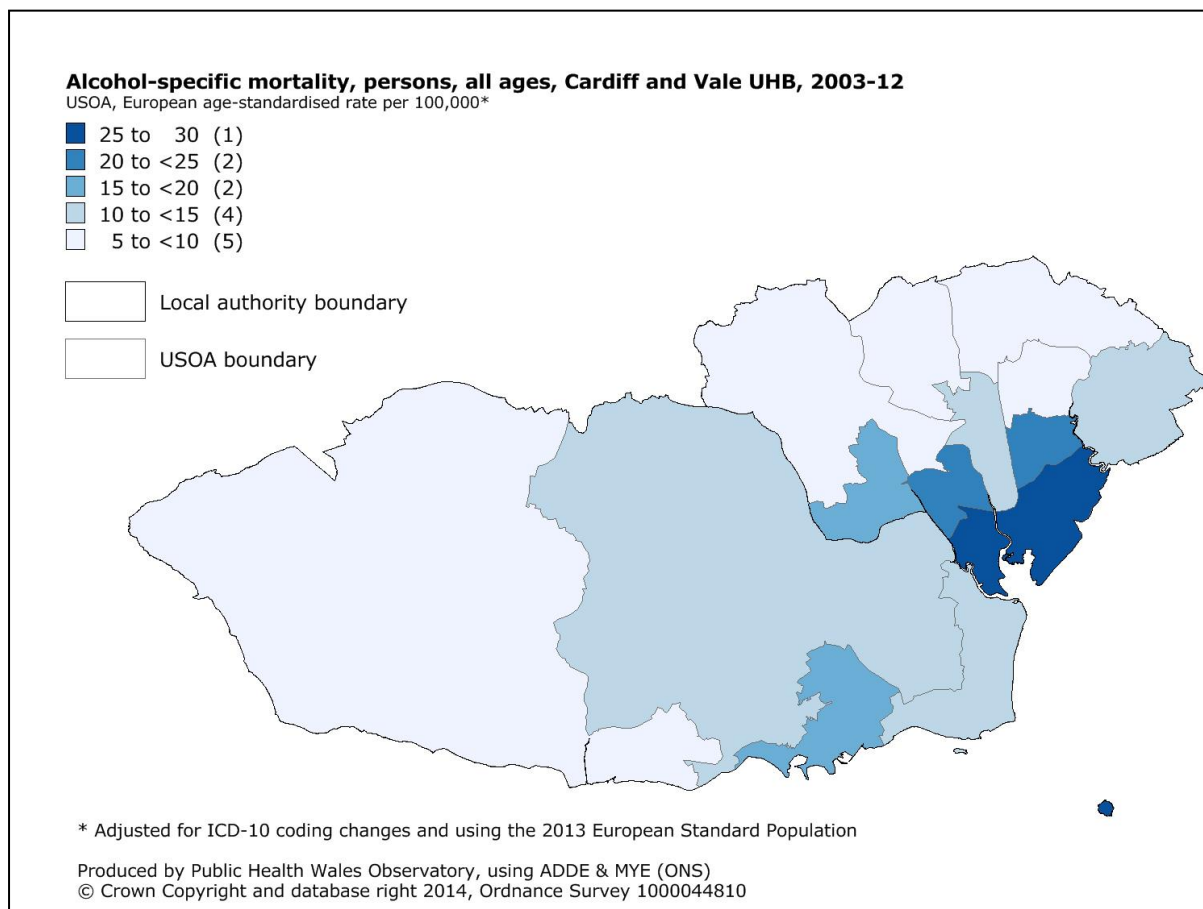 Alcohol-specific mortality, persons, all ages, Cardiff and Vale UHB, 2003-12
USOA, European age-standardised rate per 100,000*
25 to 30 (1)
20 to <25 (2)
15 to <20 (2)
10 to <15 (4)
5 to <10 (5)
Local authority boundary
USOA boundary
* Adjusted for ICD-10 coding changes and using the 2013 European Standard Population
Produced by Public Health Wales Observatory, using ADDE & MYE (ONS)
© Crown Copyright and database right 2014, Ordnance Survey 1000044810